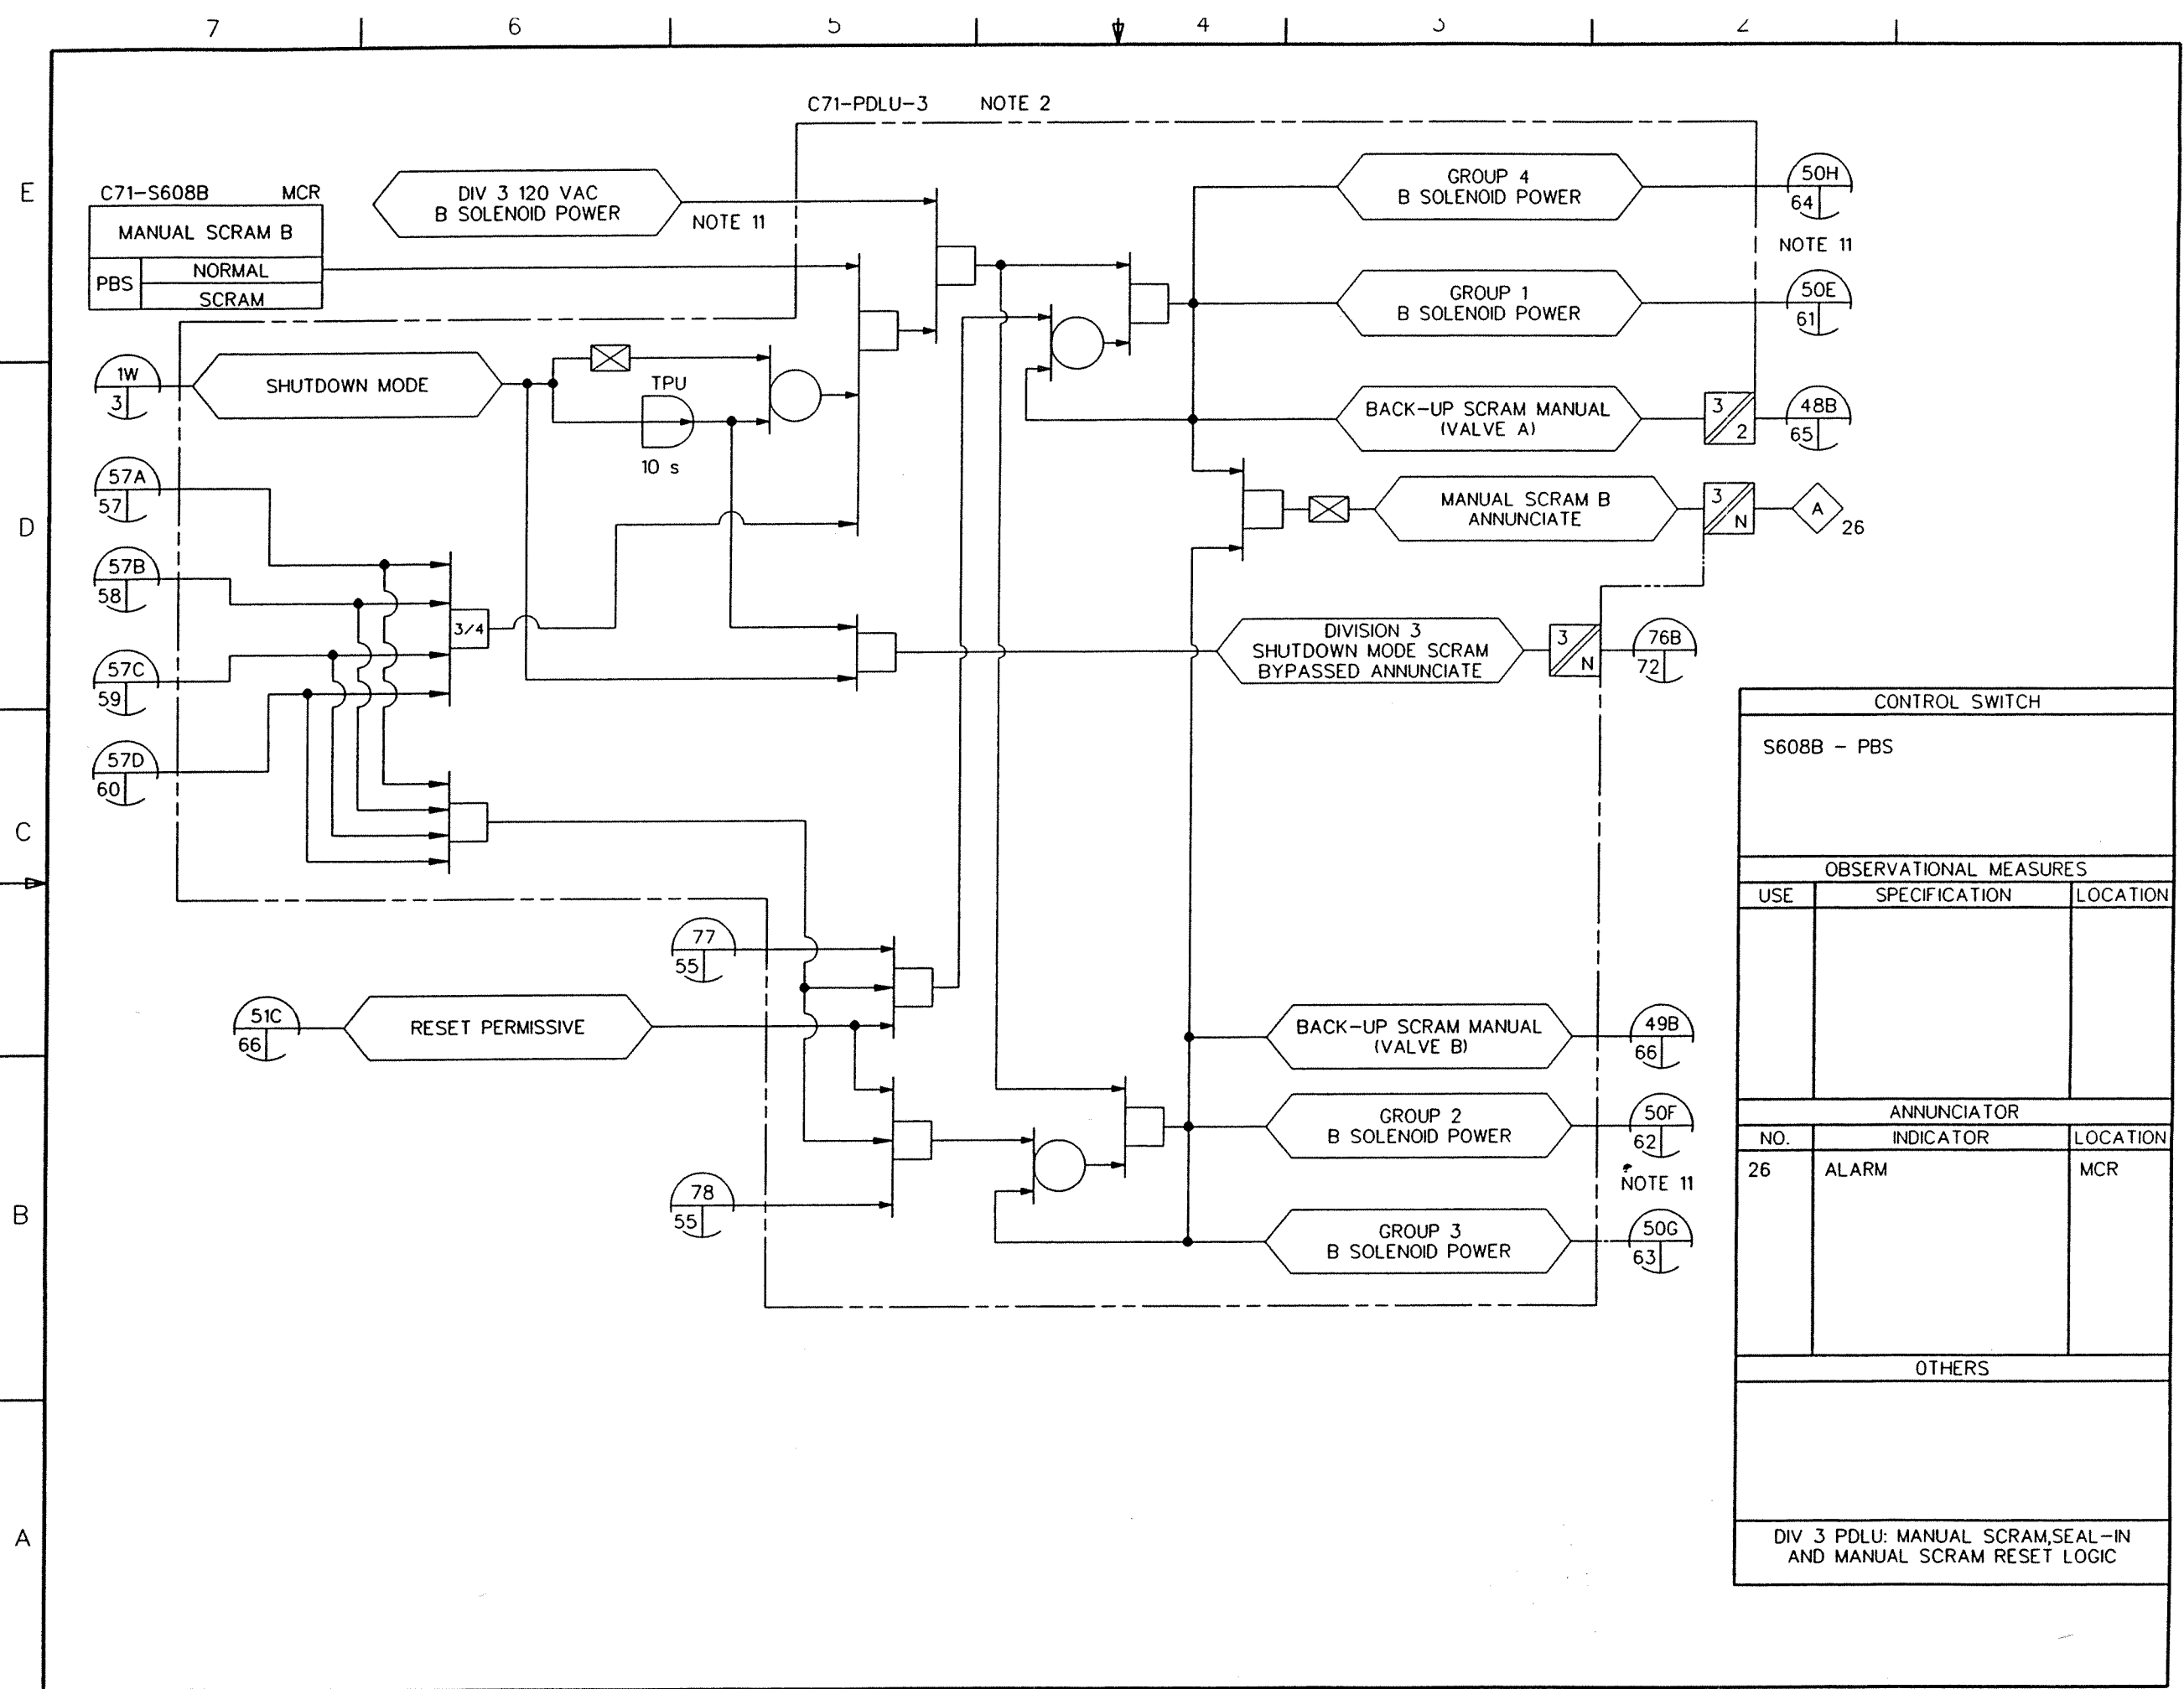 7
6
5
4
3
2
E
D
C
B
A
C71-PDLU-3 NOTE 2
C71-S608B MCR
MANUAL SCRAM B
PBS
NORMAL
SCRAM
DIV 3 120 VAC
B SOLENOID POWER
NOTE 11
GROUP 4
B SOLENOID POWER
50H
64
NOTE 11
GROUP 1
B SOLENOID POWER
50E
61
1W
3
SHUTDOWN MODE
TPU
10 s
BACK-UP SCRAM MANUAL
(VALVE A)
3
2
48B
65
57A
57
MANUAL SCRAM B
ANNUNCIATE
3
N
A
26
57B
58
3/4
57C
59
DIVISION 3
SHUTDOWN MODE SCRAM
BYPASSED ANNUNCIATE
3
N
76B
72
57D
60
77
55
51C
66
RESET PERMISSIVE
BACK-UP SCRAM MANUAL
(VALVE B)
49B
66
GROUP 2
B SOLENOID POWER
50F
62
NOTE 11
78
55
GROUP 3
B SOLENOID POWER
50G
63
CONTROL SWITCH
S608B - PBS
OBSERVATIONAL MEASURES
USE SPECIFICATION LOCATION
ANNUNCIATOR
NO. INDICATOR LOCATION
26 ALARM MCR
OTHERS
DIV 3 PDLU: MANUAL SCRAM,SEAL-IN
AND MANUAL SCRAM RESET LOGIC